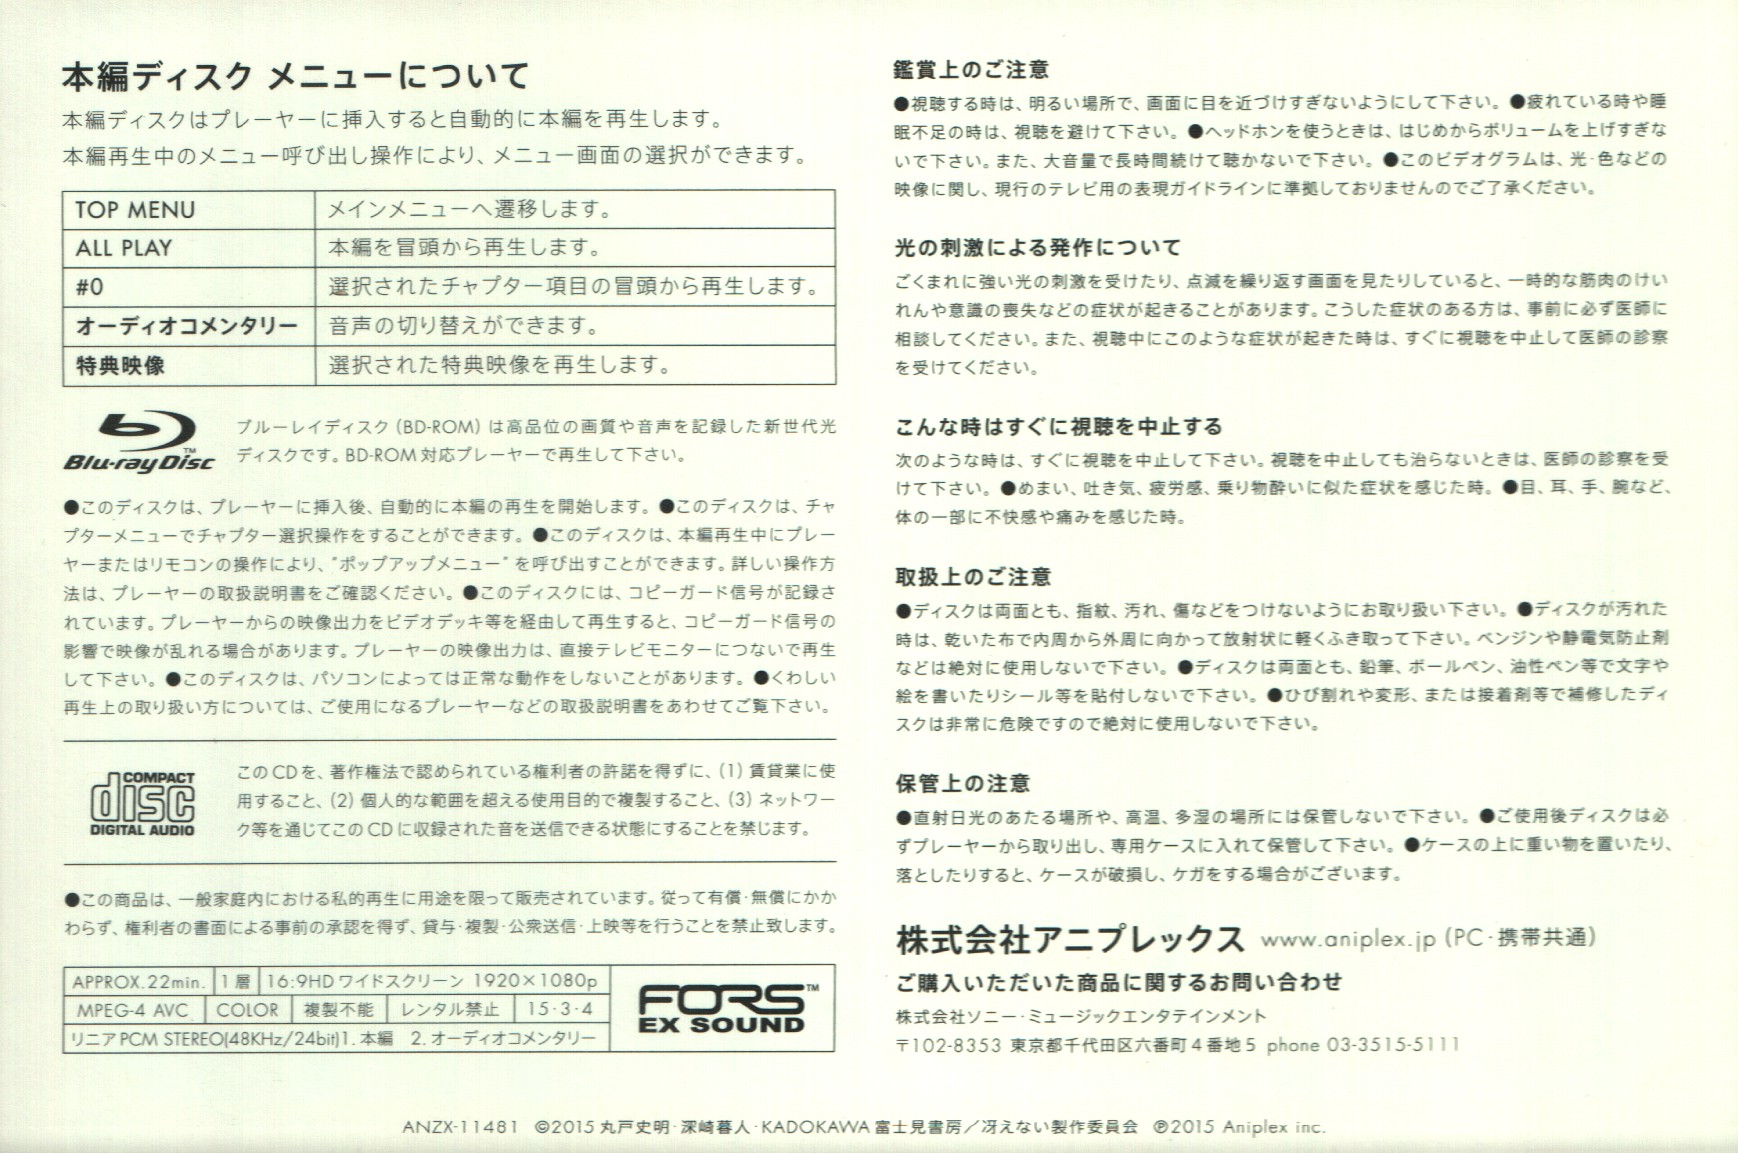 本編ディスク メニューについて
本編ディスクはプレーヤーに挿入すると自動的に本編を再生します。
本編再生中のメニュー呼び出し操作により、メニュー画面の選択ができます。
TOP MENU メインメニューへ遷移します。
ALL PLAY 本編を冒頭から再生します。
#0 選択されたチャプター項目の冒頭から再生します。
オーディオコメンタリー 音声の切り替えができます。
特典映像 選択された特典映像を再生します。
Blu-ray Disc™
ブルーレイディスク（BD-ROM）は高品位の画質や音声を記録した新世代光
ディスクです。BD-ROM対応プレーヤーで再生して下さい。
●このディスクは、プレーヤーに挿入後、自動的に本編の再生を開始します。●このディスクは、チャ
プターメニューでチャプター選択操作をすることができます。●このディスクは、本編再生中にプレー
ヤーまたはリモコンの操作により、"ポップアップメニュー"を呼び出すことができます。詳しい操作方
法は、プレーヤーの取扱説明書をご確認ください。●このディスクには、コピーガード信号が記録さ
れています。プレーヤーからの映像出力をビデオデッキ等を経由して再生すると、コピーガード信号の
影響で映像が乱れる場合があります。プレーヤーの映像出力は、直接テレビモニターにつないで再生
して下さい。●このディスクは、パソコンによっては正常な動作をしないことがあります。●くわしい
再生上の取り扱い方については、ご使用になるプレーヤーなどの取扱説明書をあわせてご覧下さい。
COMPACT
disc
DIGITAL AUDIO
このCDを、著作権法で認められている権利者の許諾を得ずに、（1）賃貸業に使
用すること、（2）個人的な範囲を超える使用目的で複製すること、（3）ネットワー
ク等を通じてこのCDに収録された音を送信できる状態にすることを禁じます。
●この商品は、一般家庭内における私的再生に用途を限って販売されています。従って有償・無償にかか
わらず、権利者の書面による事前の承認を得ず、貸与・複製・公衆送信・上映等を行うことを禁止致します。
APPROX.22min. 1層 16:9HDワイドスクリーン 1920×1080p
MPEG-4 AVC COLOR 複製不能 レンタル禁止 15・3・4
リニアPCM STEREO(48KHz/24bit)1.本編 2.オーディオコメンタリー
FORS™
EX SOUND
鑑賞上のご注意
●視聴する時は、明るい場所で、画面に目を近づけすぎないようにして下さい。●疲れている時や睡
眠不足の時は、視聴を避けて下さい。●ヘッドホンを使うときは、はじめからボリュームを上げすぎな
いで下さい。また、大音量で長時間続けて聴かないで下さい。●このビデオグラムは、光・色などの
映像に関し、現行のテレビ用の表現ガイドラインに準拠しておりませんのでご了承ください。
光の刺激による発作について
ごくまれに強い光の刺激を受けたり、点滅を繰り返す画面を見たりしていると、一時的な筋肉のけい
れんや意識の喪失などの症状が起きることがあります。こうした症状のある方は、事前に必ず医師に
相談してください。また、視聴中にこのような症状が起きた時は、すぐに視聴を中止して医師の診察
を受けてください。
こんな時はすぐに視聴を中止する
次のような時は、すぐに視聴を中止して下さい。視聴を中止しても治らないときは、医師の診察を受
けて下さい。●めまい、吐き気、疲労感、乗り物酔いに似た症状を感じた時。●目、耳、手、腕など、
体の一部に不快感や痛みを感じた時。
取扱上のご注意
●ディスクは両面とも、指紋、汚れ、傷などをつけないようにお取り扱い下さい。●ディスクが汚れた
時は、乾いた布で内周から外周に向かって放射状に軽くふき取って下さい。ベンジンや静電気防止剤
などは絶対に使用しないで下さい。●ディスクは両面とも、鉛筆、ボールペン、油性ペン等で文字や
絵を書いたりシール等を貼付しないで下さい。●ひび割れや変形、または接着剤等で補修したディ
スクは非常に危険ですので絶対に使用しないで下さい。
保管上の注意
●直射日光のあたる場所や、高温、多湿の場所には保管しないで下さい。●ご使用後ディスクは必
ずプレーヤーから取り出し、専用ケースに入れて保管して下さい。●ケースの上に重い物を置いたり、
落としたりすると、ケースが破損し、ケガをする場合がございます。
株式会社アニプレックス www.aniplex.jp（PC・携帯共通）
ご購入いただいた商品に関するお問い合わせ
株式会社ソニー・ミュージックエンタテインメント
〒102-8353 東京都千代田区六番町4番地5 phone 03-3515-5111
ANZX-11481 ©2015 丸戸史明・深崎暮人・KADOKAWA 富士見書房／冴えない製作委員会 ℗2015 Aniplex inc.